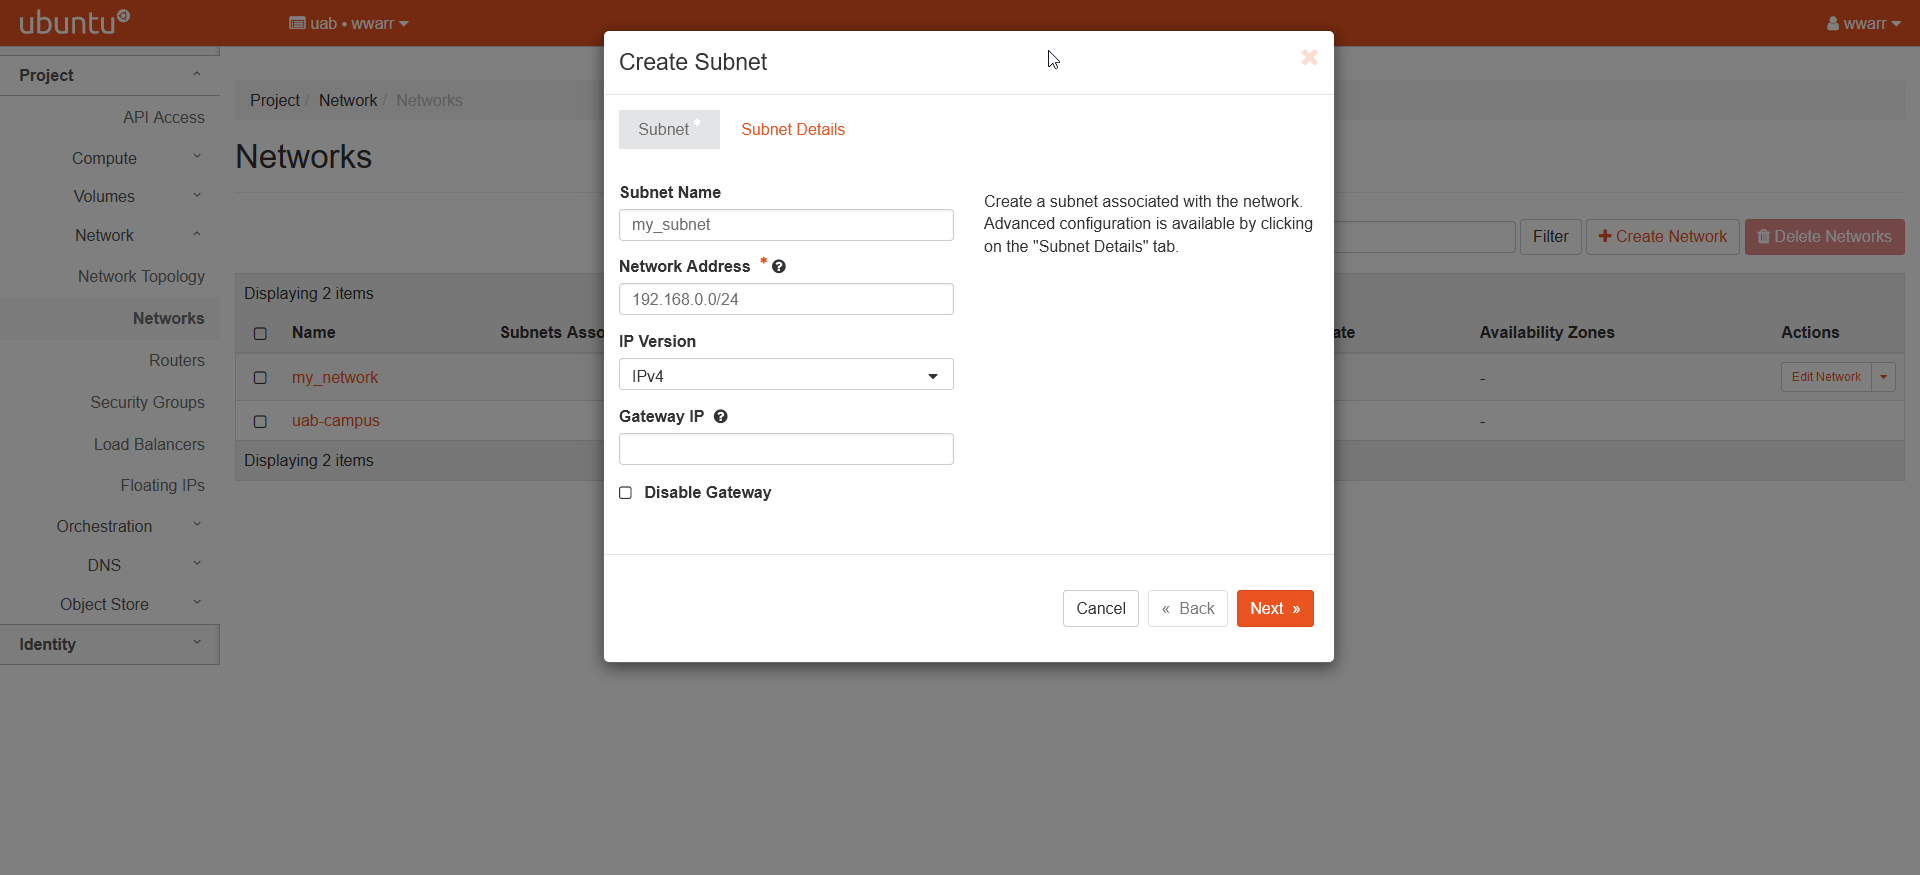 ubuntu
uab • wwarr
wwarr
Project
API Access
Compute
Volumes
Network
Network Topology
Networks
Routers
Security Groups
Load Balancers
Floating IPs
Orchestration
DNS
Object Store
Identity
Project / Network / Networks
Networks
Filter
+ Create Network
Delete Networks
Displaying 2 items
Name
Subnets Asso
ate
Availability Zones
Actions
my_network
-
Edit Network
uab-campus
-
Displaying 2 items
Create Subnet
Subnet *
Subnet Details
Subnet Name
my_subnet
Network Address *
192.168.0.0/24
IP Version
IPv4
Gateway IP
Disable Gateway
Create a subnet associated with the network.
Advanced configuration is available by clicking
on the "Subnet Details" tab.
Cancel
« Back
Next »